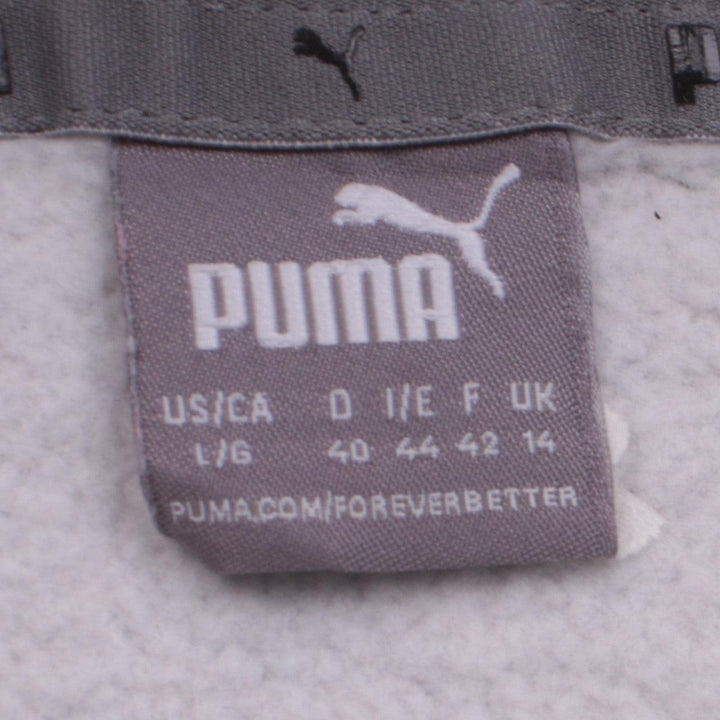 PUMA
US/CA D I/E F UK
L/G 40 44 42 14
PUMA.COM/FOREVERBETTER